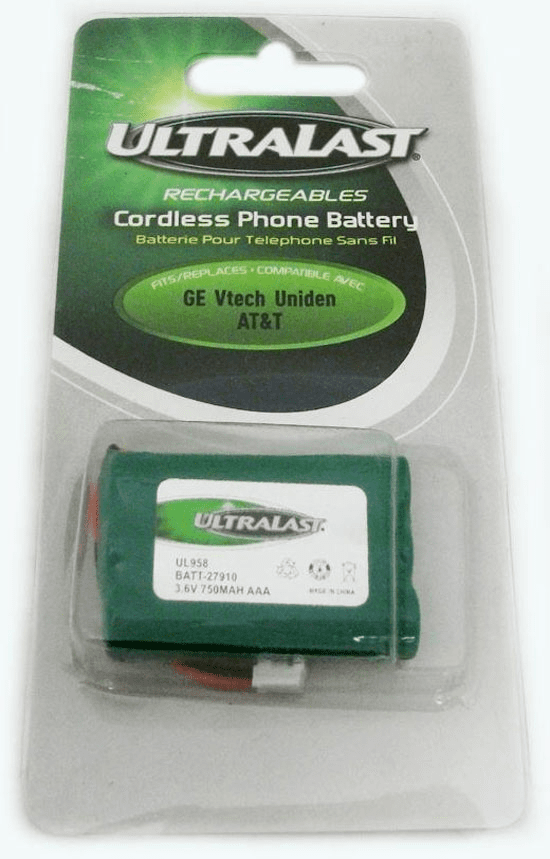 ULTRALAST®
RECHARGEABLES
Cordless Phone Battery
Batterie Pour Telephone Sans Fil
FITS/REPLACES • COMPATIBLE AVEC
GE Vtech Uniden
AT&T
ULTRALAST
UL958
BATT-27910
3.6V 750MAH AAA
MADE IN CHINA